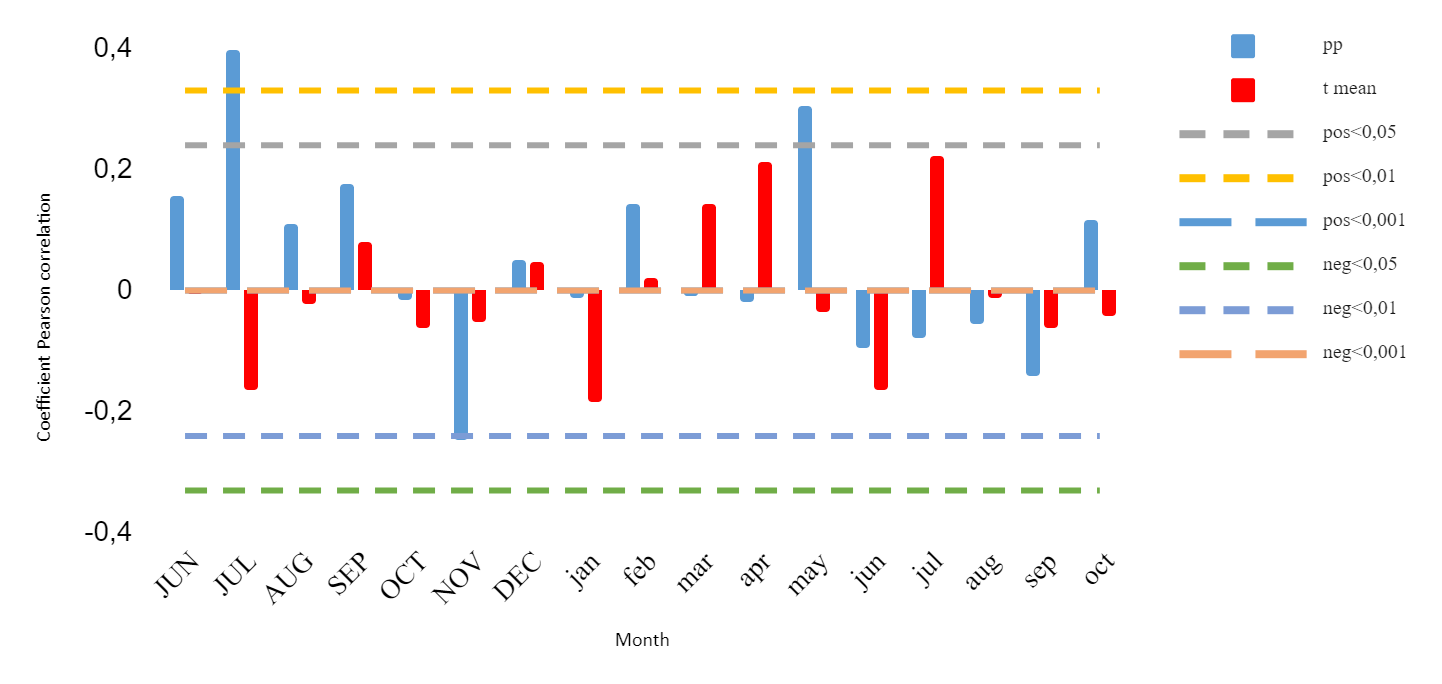 0,4
0,2
0
-0,2
-0,4
Coefficient Pearson correlation
JUN
JUL
AUG
SEP
OCT
NOV
DEC
jan
feb
mar
apr
may
jun
jul
aug
sep
oct
Month
pp
t mean
pos<0,05
pos<0,01
pos<0,001
neg<0,05
neg<0,01
neg<0,001